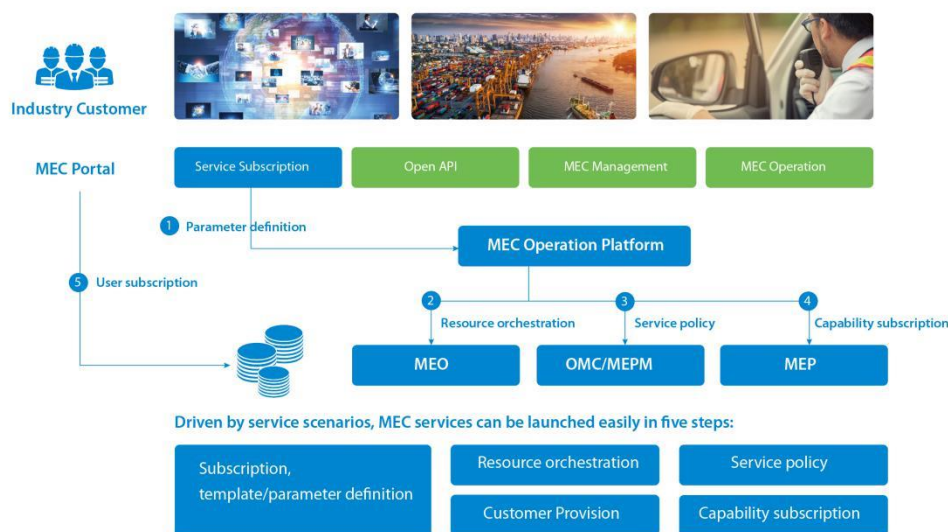 Industry Customer
MEC Portal
Service Subscription
Open API
MEC Management
MEC Operation
1 Parameter definition
MEC Operation Platform
5 User subscription
2
3
4
Resource orchestration
Service policy
Capability subscription
MEO
OMC/MEPM
MEP
Driven by service scenarios, MEC services can be launched easily in five steps:
Subscription,
template/parameter definition
Resource orchestration
Service policy
Customer Provision
Capability subscription